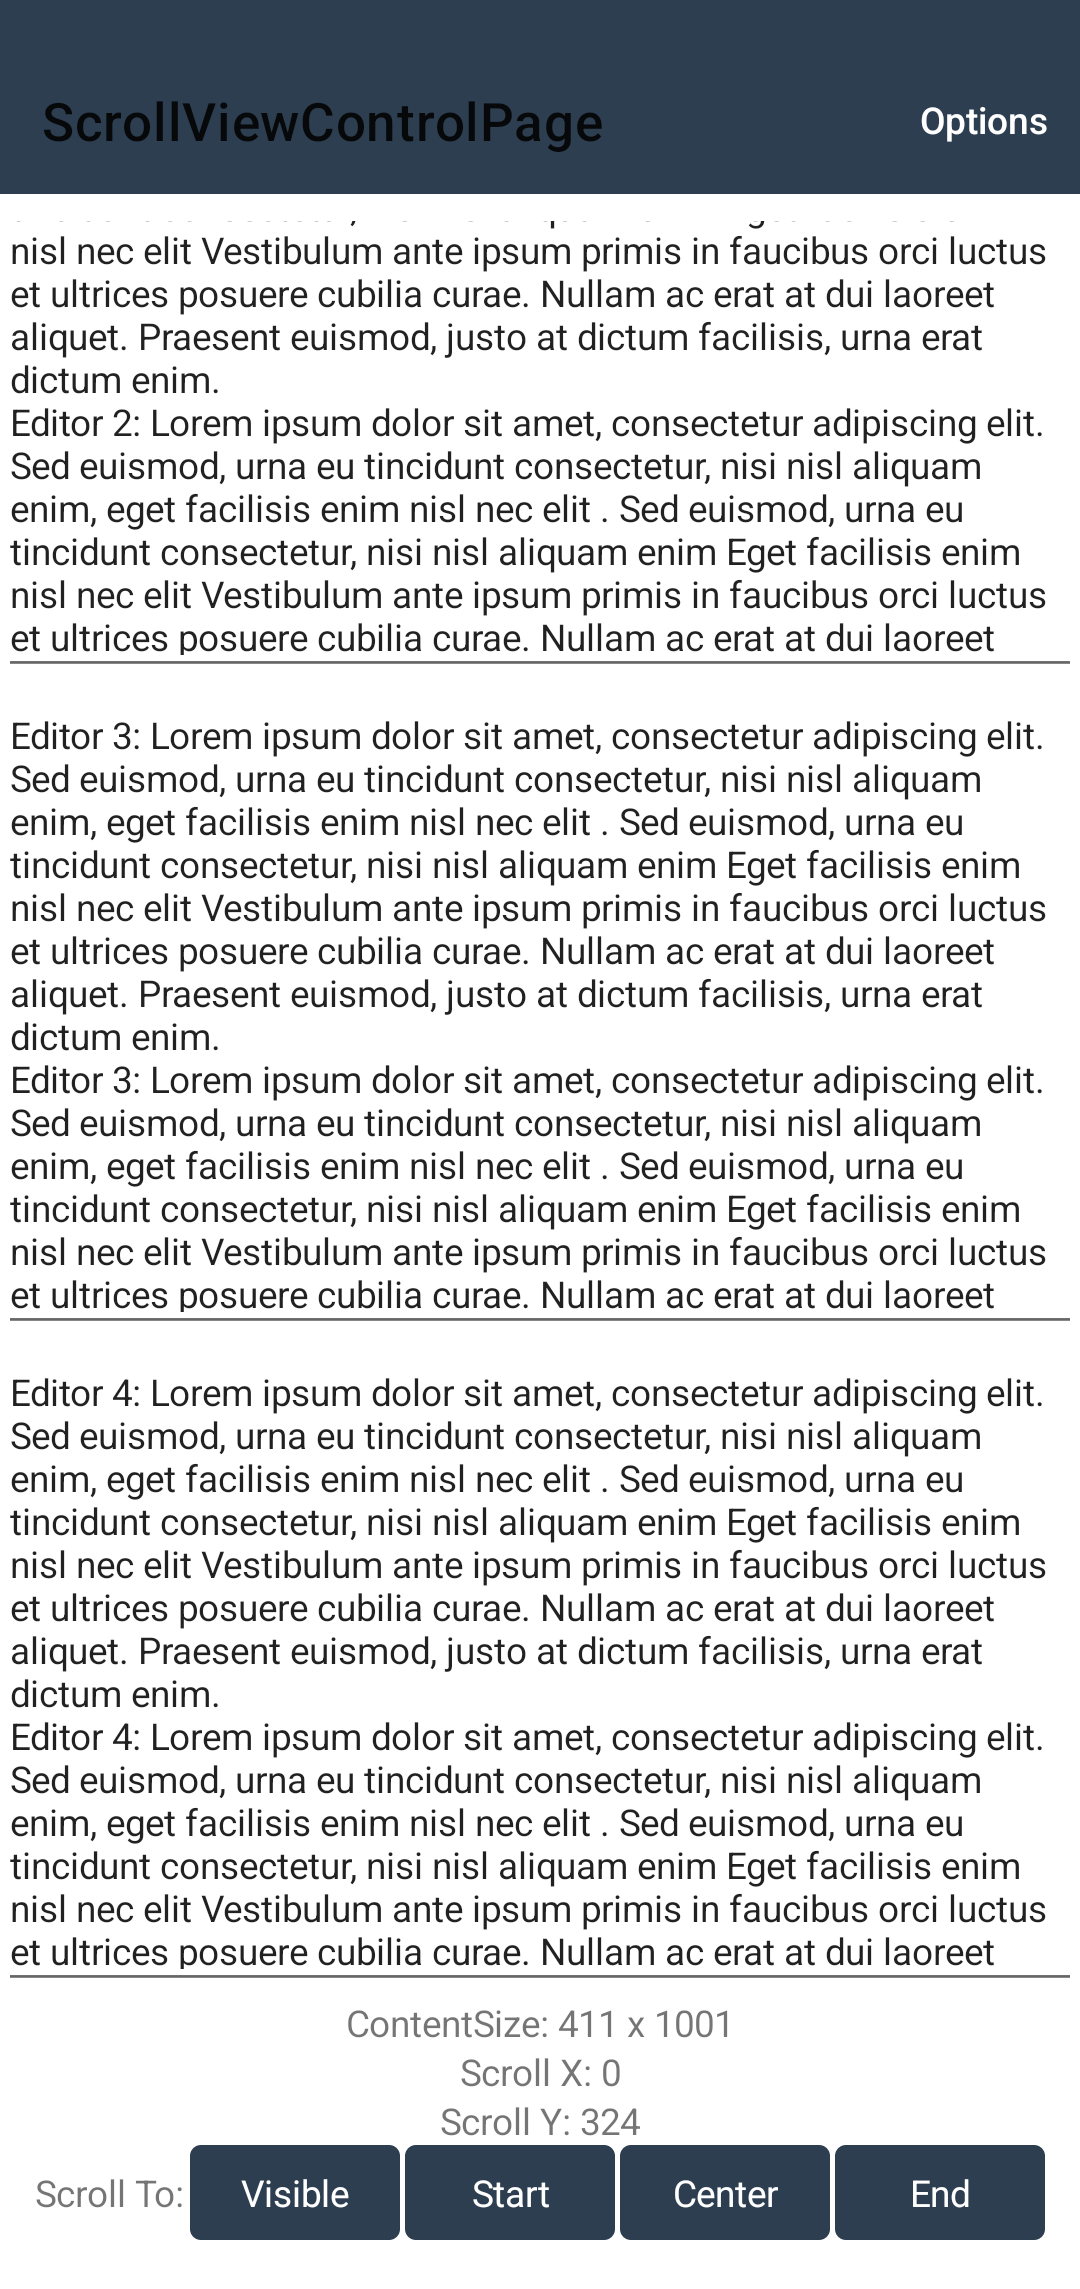 ScrollViewControlPage
Options
nisl nec elit Vestibulum ante ipsum primis in faucibus orci luctus
et ultrices posuere cubilia curae. Nullam ac erat at dui laoreet
aliquet. Praesent euismod, justo at dictum facilisis, urna erat
dictum enim.
Editor 2: Lorem ipsum dolor sit amet, consectetur adipiscing elit.
Sed euismod, urna eu tincidunt consectetur, nisi nisl aliquam
enim, eget facilisis enim nisl nec elit . Sed euismod, urna eu
tincidunt consectetur, nisi nisl aliquam enim Eget facilisis enim
nisl nec elit Vestibulum ante ipsum primis in faucibus orci luctus
et ultrices posuere cubilia curae. Nullam ac erat at dui laoreet
Editor 3: Lorem ipsum dolor sit amet, consectetur adipiscing elit.
Sed euismod, urna eu tincidunt consectetur, nisi nisl aliquam
enim, eget facilisis enim nisl nec elit . Sed euismod, urna eu
tincidunt consectetur, nisi nisl aliquam enim Eget facilisis enim
nisl nec elit Vestibulum ante ipsum primis in faucibus orci luctus
et ultrices posuere cubilia curae. Nullam ac erat at dui laoreet
aliquet. Praesent euismod, justo at dictum facilisis, urna erat
dictum enim.
Editor 3: Lorem ipsum dolor sit amet, consectetur adipiscing elit.
Sed euismod, urna eu tincidunt consectetur, nisi nisl aliquam
enim, eget facilisis enim nisl nec elit . Sed euismod, urna eu
tincidunt consectetur, nisi nisl aliquam enim Eget facilisis enim
nisl nec elit Vestibulum ante ipsum primis in faucibus orci luctus
et ultrices posuere cubilia curae. Nullam ac erat at dui laoreet
Editor 4: Lorem ipsum dolor sit amet, consectetur adipiscing elit.
Sed euismod, urna eu tincidunt consectetur, nisi nisl aliquam
enim, eget facilisis enim nisl nec elit . Sed euismod, urna eu
tincidunt consectetur, nisi nisl aliquam enim Eget facilisis enim
nisl nec elit Vestibulum ante ipsum primis in faucibus orci luctus
et ultrices posuere cubilia curae. Nullam ac erat at dui laoreet
aliquet. Praesent euismod, justo at dictum facilisis, urna erat
dictum enim.
Editor 4: Lorem ipsum dolor sit amet, consectetur adipiscing elit.
Sed euismod, urna eu tincidunt consectetur, nisi nisl aliquam
enim, eget facilisis enim nisl nec elit . Sed euismod, urna eu
tincidunt consectetur, nisi nisl aliquam enim Eget facilisis enim
nisl nec elit Vestibulum ante ipsum primis in faucibus orci luctus
et ultrices posuere cubilia curae. Nullam ac erat at dui laoreet
ContentSize: 411 x 1001
Scroll X: 0
Scroll Y: 324
Scroll To: Visible Start Center End